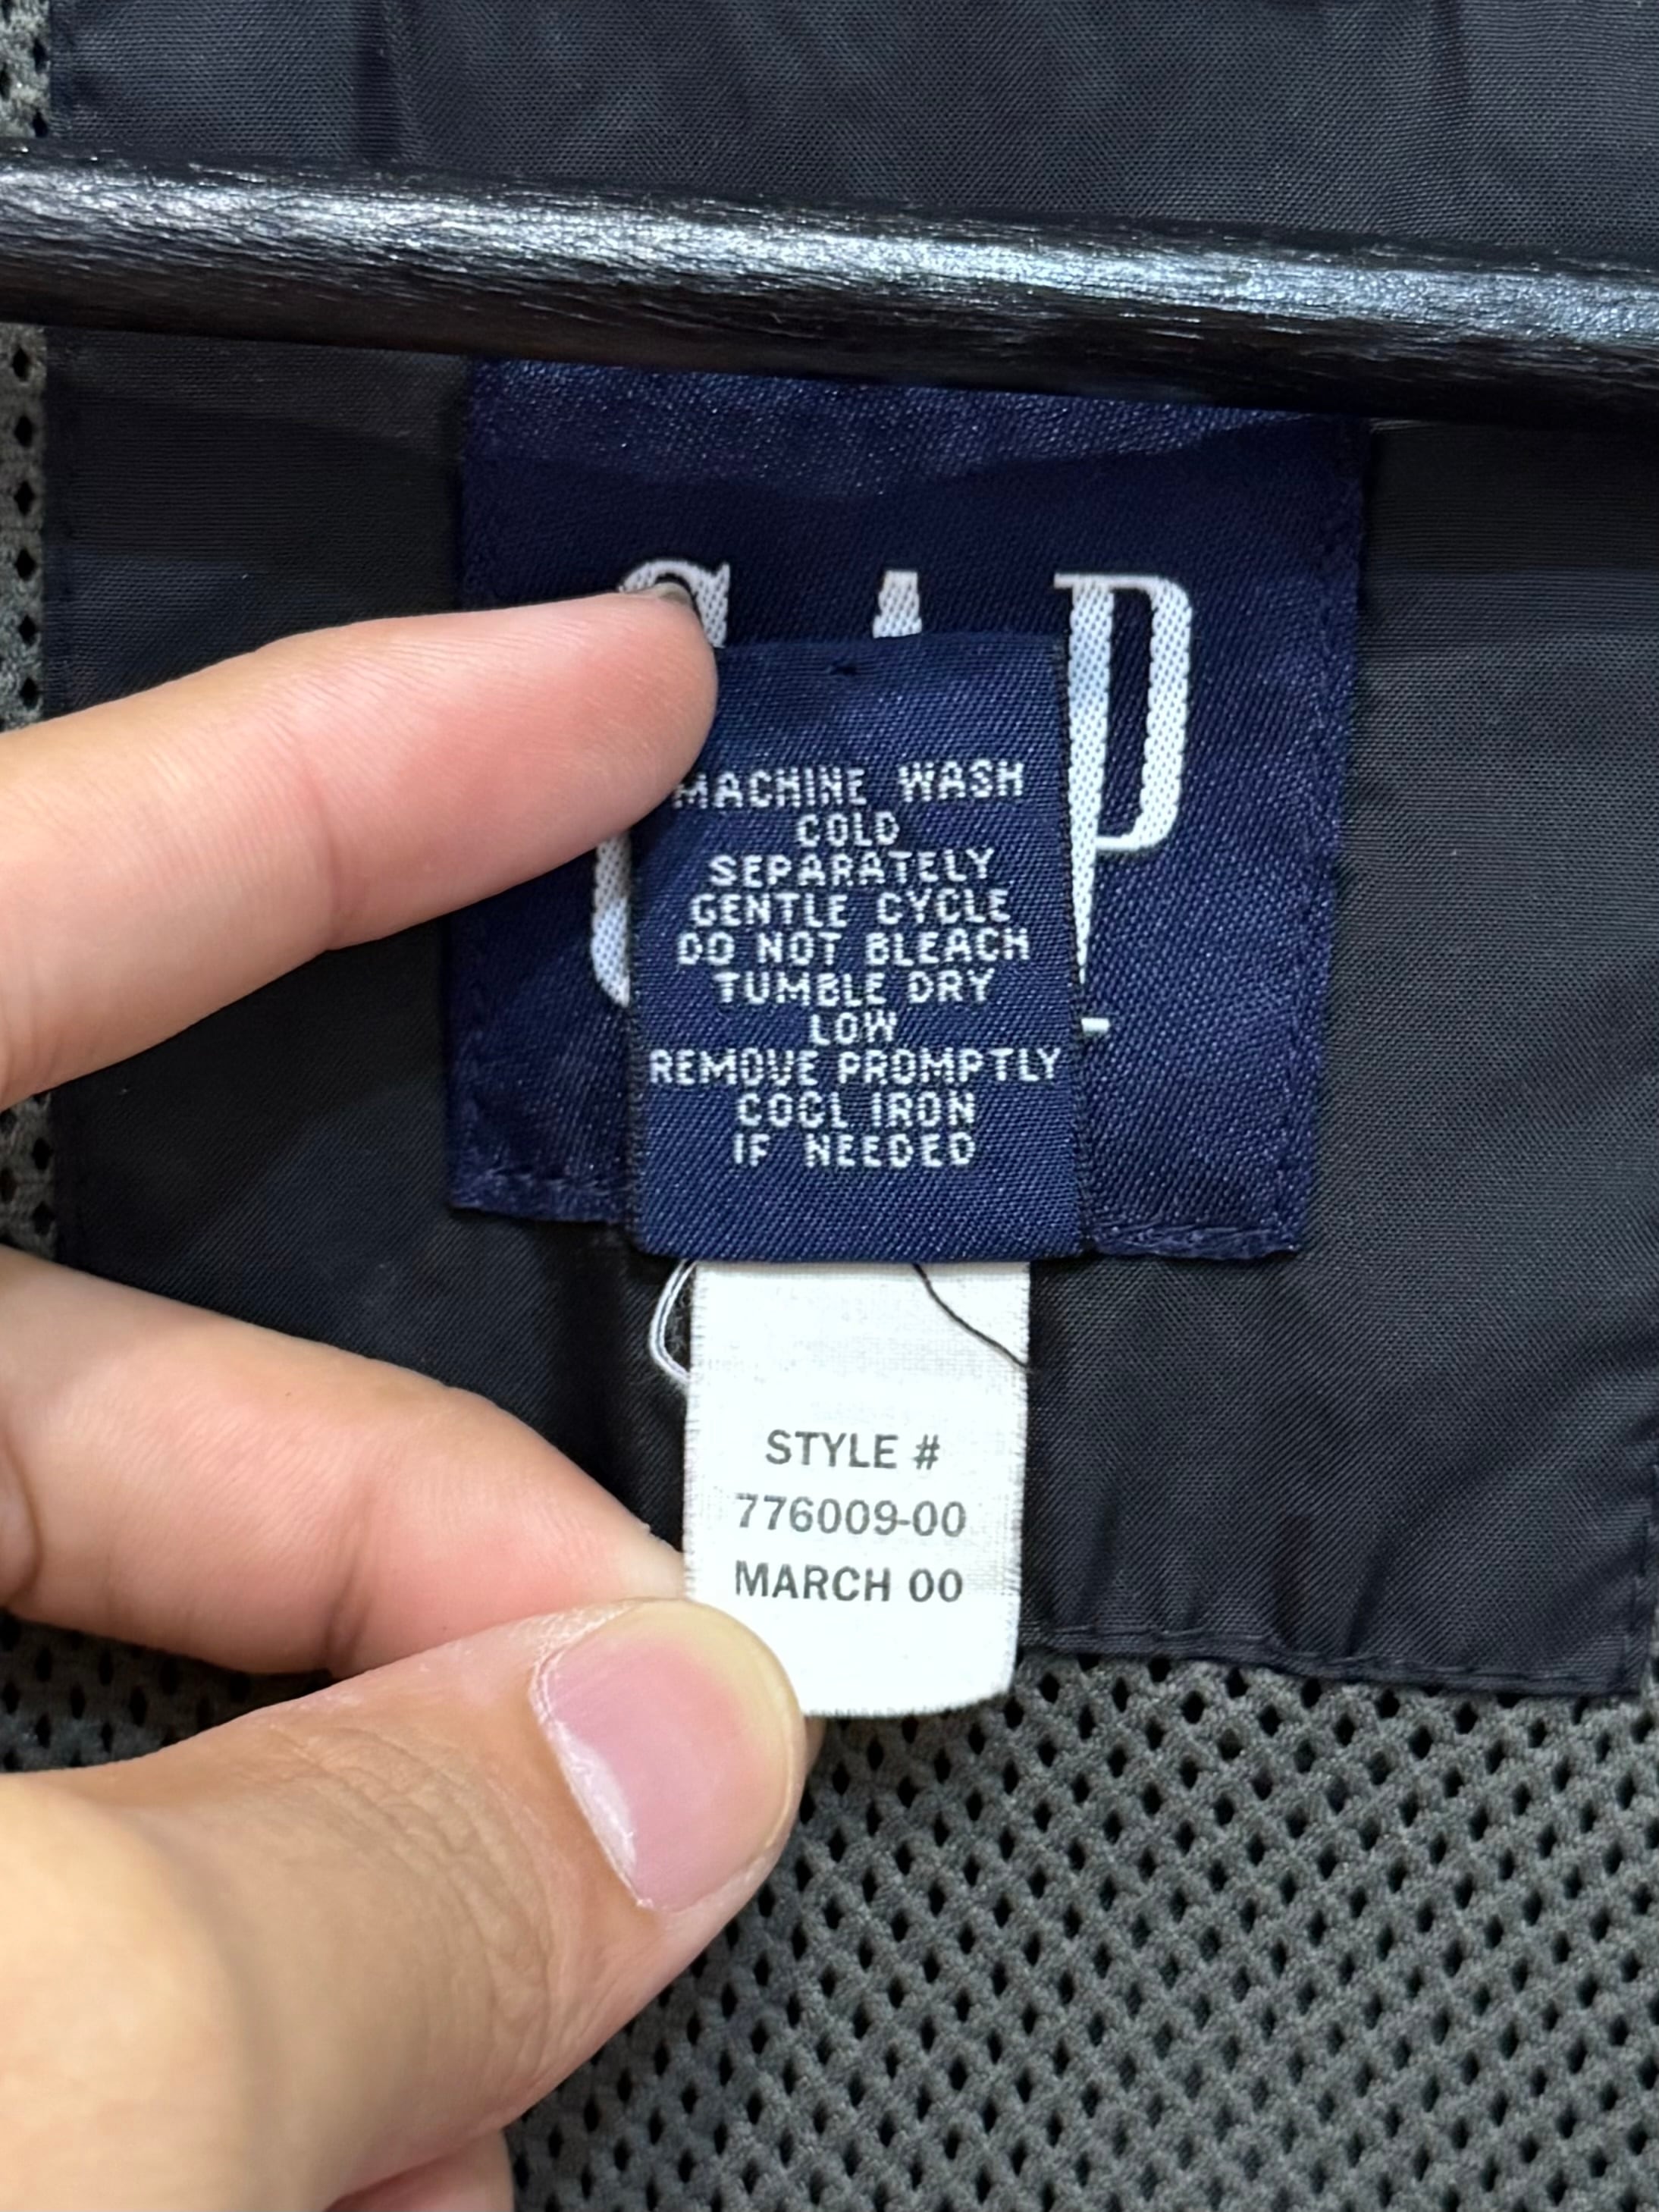 GAP
MACHINE WASH
COLD
SEPARATELY
GENTLE CYCLE
DO NOT BLEACH
TUMBLE DRY
LOW
REMOVE PROMPTLY
COOL IRON
IF NEEDED
STYLE #
776009-00
MARCH 00